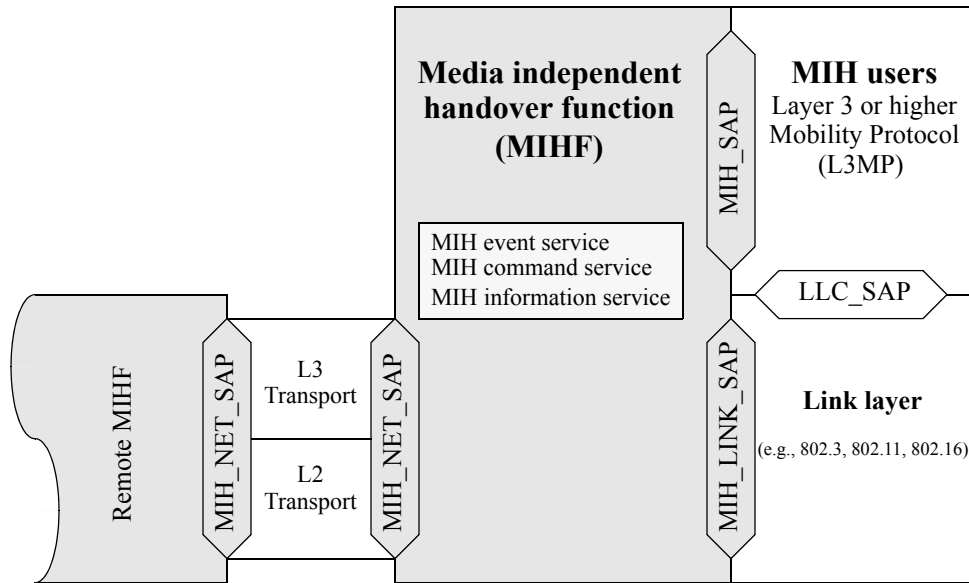 Media independent
handover function
(MIHF)
MIH event service
MIH command service
MIH information service
MIH_SAP
MIH users
Layer 3 or higher
Mobility Protocol
(L3MP)
LLC_SAP
Remote MIHF
MIH_NET_SAP
L3
Transport
L2
Transport
MIH_NET_SAP
MIH_LINK_SAP
Link layer
(e.g., 802.3, 802.11, 802.16)